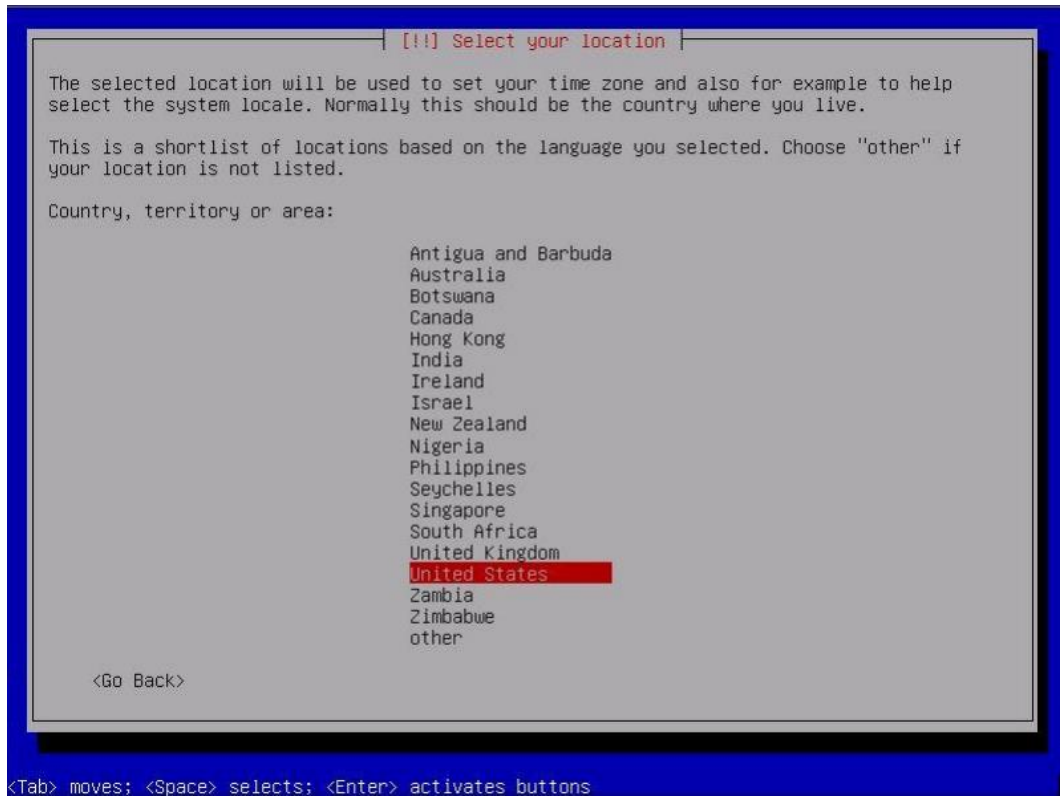 [!!] Select your location
The selected location will be used to set your time zone and also for example to help
select the system locale. Normally this should be the country where you live.
This is a shortlist of locations based on the language you selected. Choose "other" if
your location is not listed.
Country, territory or area:
Antigua and Barbuda
Australia
Botswana
Canada
Hong Kong
India
Ireland
Israel
New Zealand
Nigeria
Philippines
Seychelles
Singapore
South Africa
United Kingdom
United States
Zambia
Zimbabwe
other
<Go Back>
<Tab> moves; <Space> selects; <Enter> activates buttons